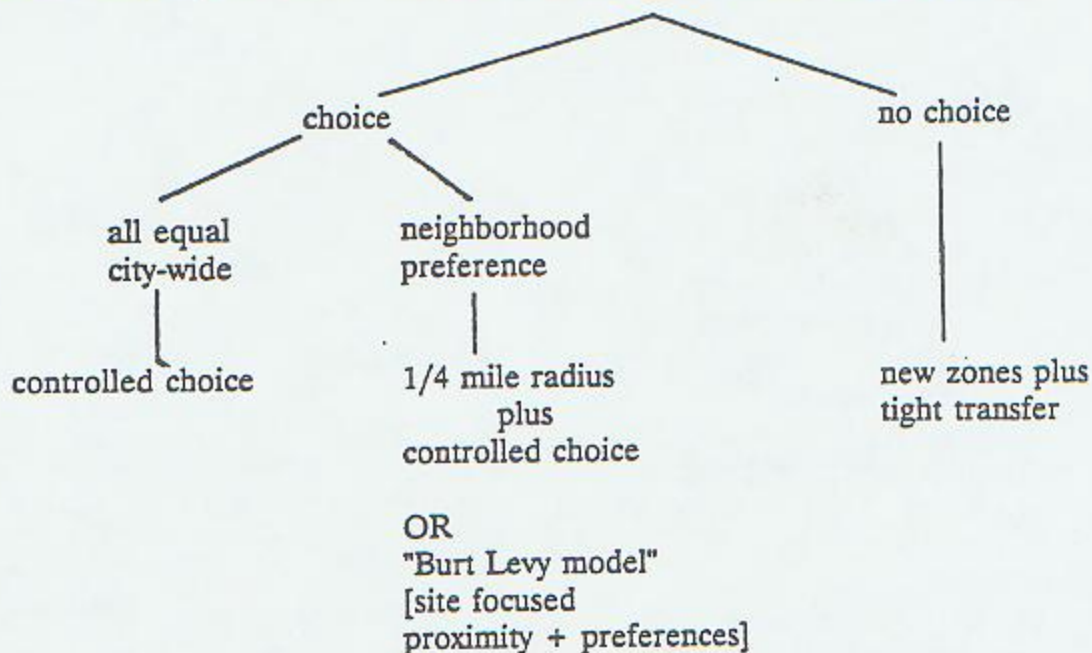 choice
no choice
all equal
city-wide
neighborhood
preference
controlled choice
1/4 mile radius
plus
controlled choice
new zones plus
tight transfer
OR
"Burt Levy model"
[site focused
proximity + preferences]